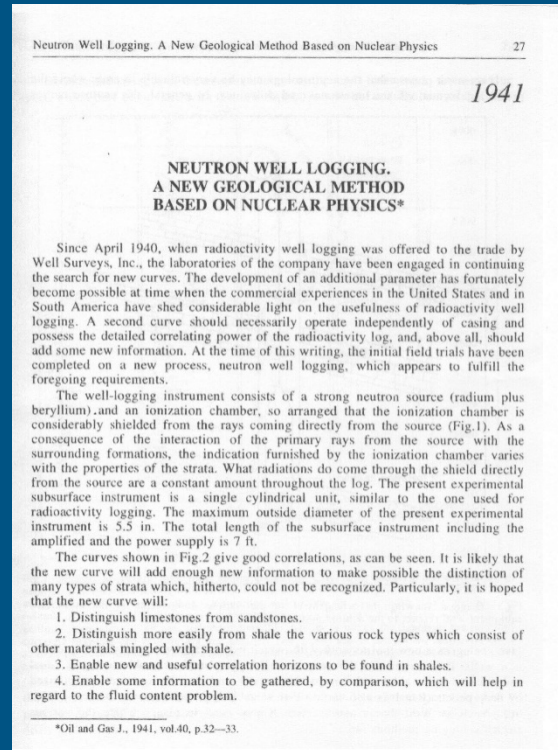 Neutron Well Logging. A New Geological Method Based on Nuclear Physics 27
1941
NEUTRON WELL LOGGING.
A NEW GEOLOGICAL METHOD
BASED ON NUCLEAR PHYSICS*
Since April 1940, when radioactivity well logging was offered to the trade by
Well Surveys, Inc., the laboratories of the company have been engaged in continuing
the search for new curves. The development of an additional parameter has fortunately
become possible at time when the commercial experiences in the United States and in
South America have shed considerable light on the usefulness of radioactivity well
logging. A second curve should necessarily operate independently of casing and
possess the detailed correlating power of the radioactivity log, and, above all, should
add some new information. At the time of this writing, the initial field trials have been
completed on a new process, neutron well logging, which appears to fulfill the
foregoing requirements.
The well-logging instrument consists of a strong neutron source (radium plus
beryllium).and an ionization chamber, so arranged that the ionization chamber is
considerably shielded from the rays coming directly from the source (Fig.1). As a
consequence of the interaction of the primary rays from the source with the
surrounding formations, the indication furnished by the ionization chamber varies
with the properties of the strata. What radiations do come through the shield directly
from the source are a constant amount throughout the log. The present experimental
subsurface instrument is a single cylindrical unit, similar to the one used for
radioactivity logging. The maximum outside diameter of the present experimental
instrument is 5.5 in. The total length of the subsurface instrument including the
amplified and the power supply is 7 ft.
The curves shown in Fig.2 give good correlations, as can be seen. It is likely that
the new curve will add enough new information to make possible the distinction of
many types of strata which, hitherto, could not be recognized. Particularly, it is hoped
that the new curve will:
1. Distinguish limestones from sandstones.
2. Distinguish more easily from shale the various rock types which consist of
other materials mingled with shale.
3. Enable new and useful correlation horizons to be found in shales.
4. Enable some information to be gathered, by comparison, which will help in
regard to the fluid content problem.
*Oil and Gas J., 1941, vol.40, p.32—33.